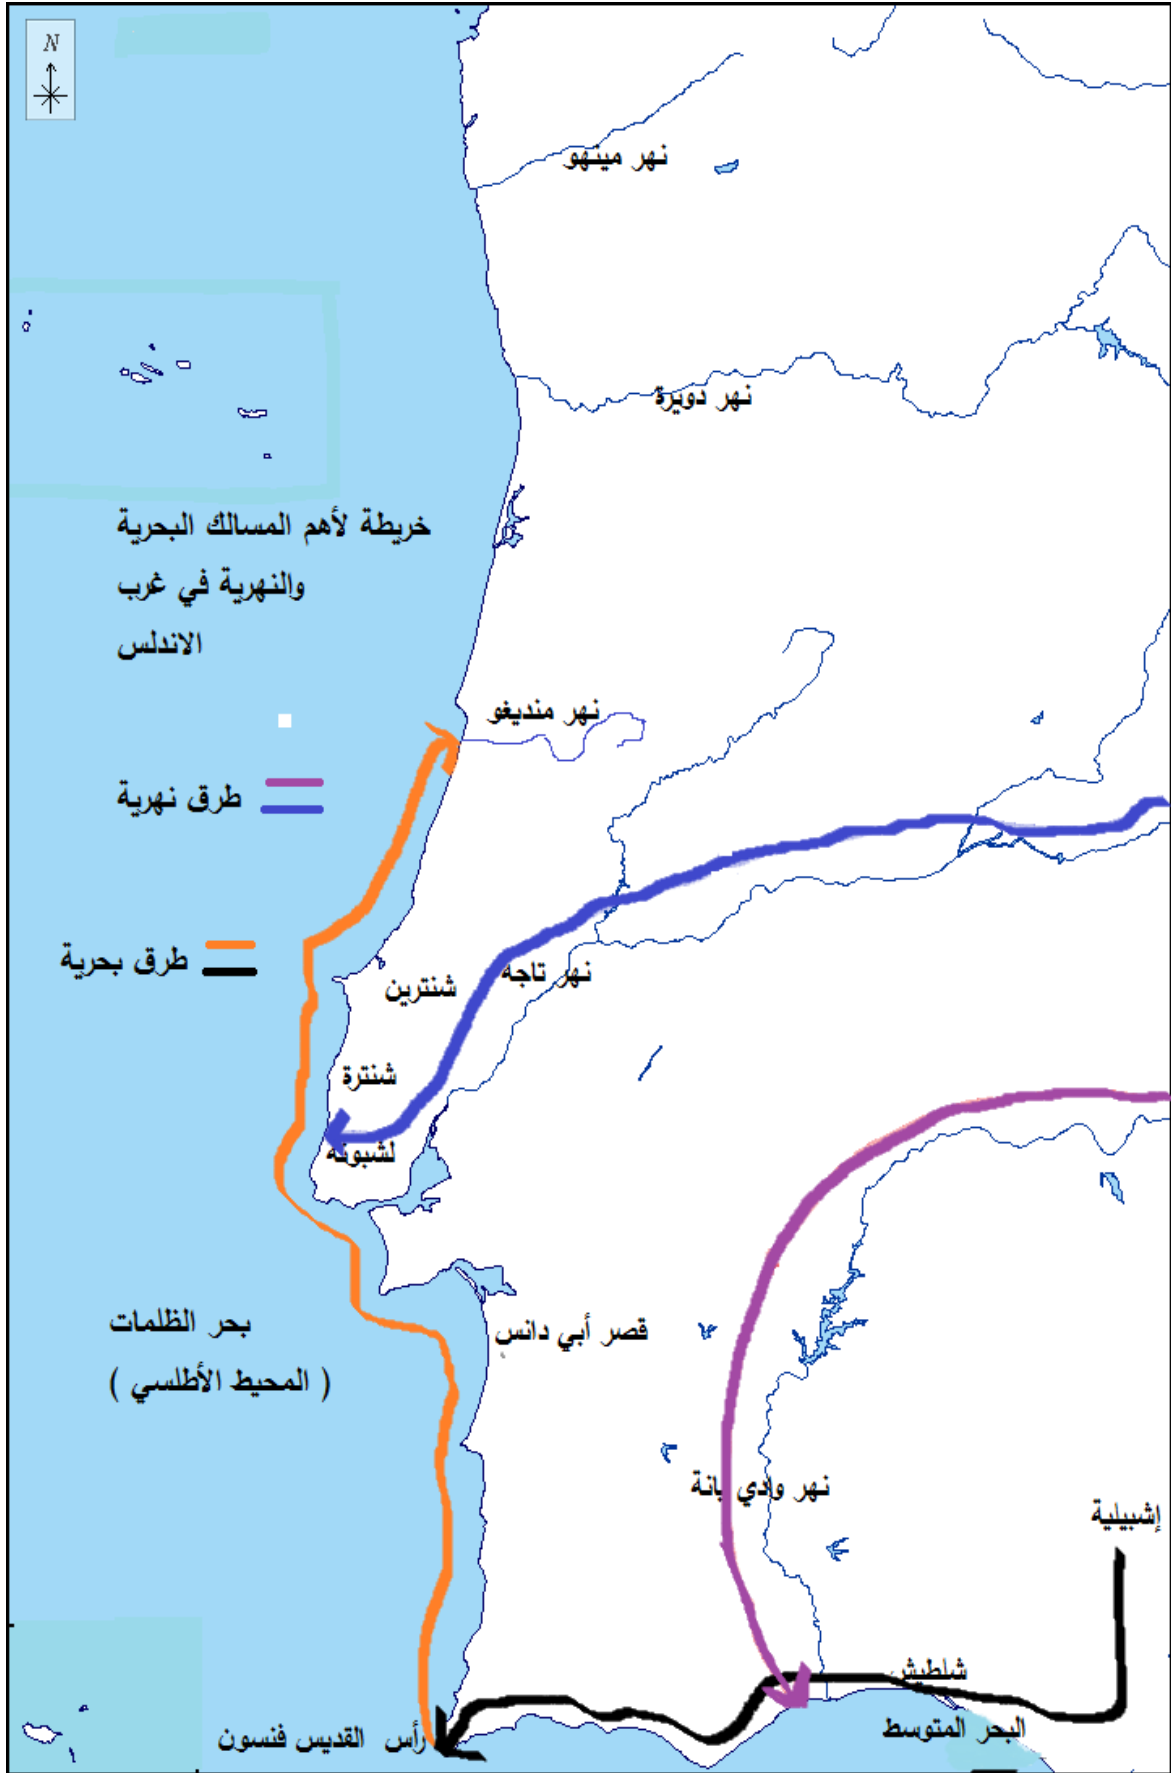 N
نهر مينهو
نهر دويرة
خريطة لأهم المسالك البحرية
والنهرية في غرب
الاندلس
نهر منديغو
طرق نهرية
طرق بحرية
نهر تاجه
شنترين
شنترة
لشبونه
بحر الظلمات
( المحيط الأطلسي )
قصر أبي دانس
نهر وادي يانة
إشبيلية
شلطيش
البحر المتوسط
رأس القديس فنسون